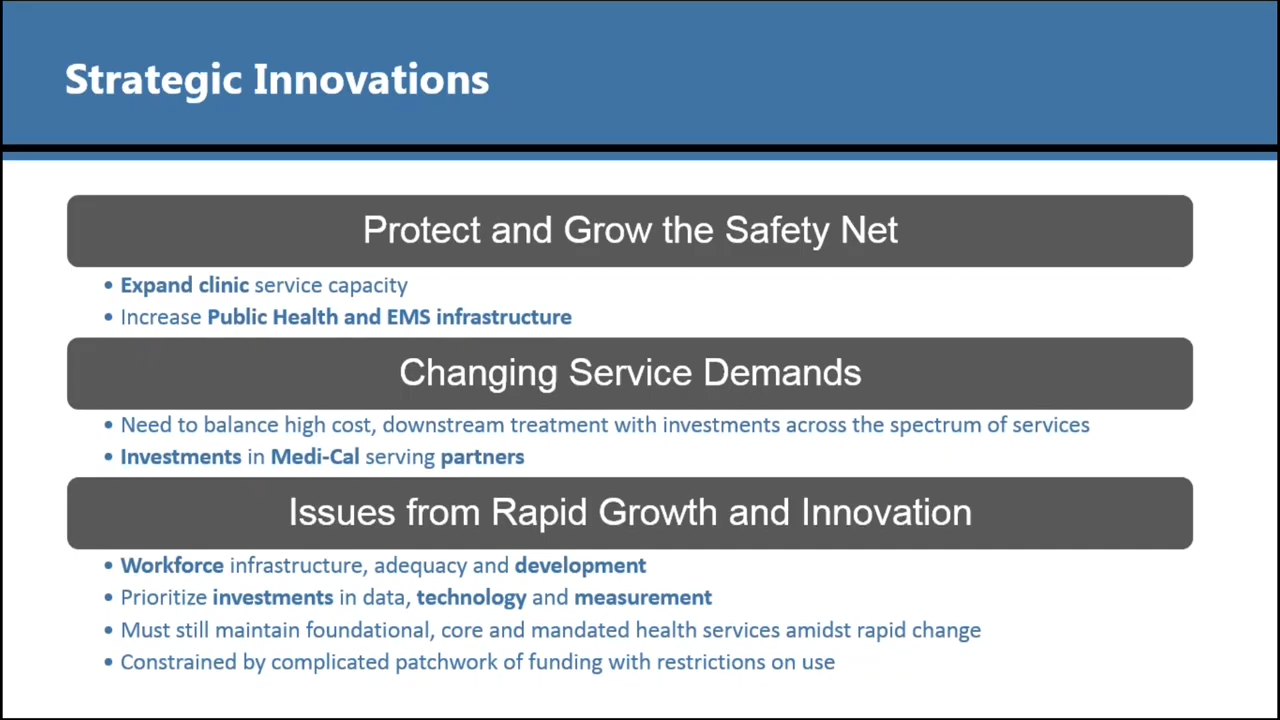 Strategic Innovations
Protect and Grow the Safety Net
• Expand clinic service capacity
• Increase Public Health and EMS infrastructure
Changing Service Demands
• Need to balance high cost, downstream treatment with investments across the spectrum of services
• Investments in Medi-Cal serving partners
Issues from Rapid Growth and Innovation
• Workforce infrastructure, adequacy and development
• Prioritize investments in data, technology and measurement
• Must still maintain foundational, core and mandated health services amidst rapid change
• Constrained by complicated patchwork of funding with restrictions on use